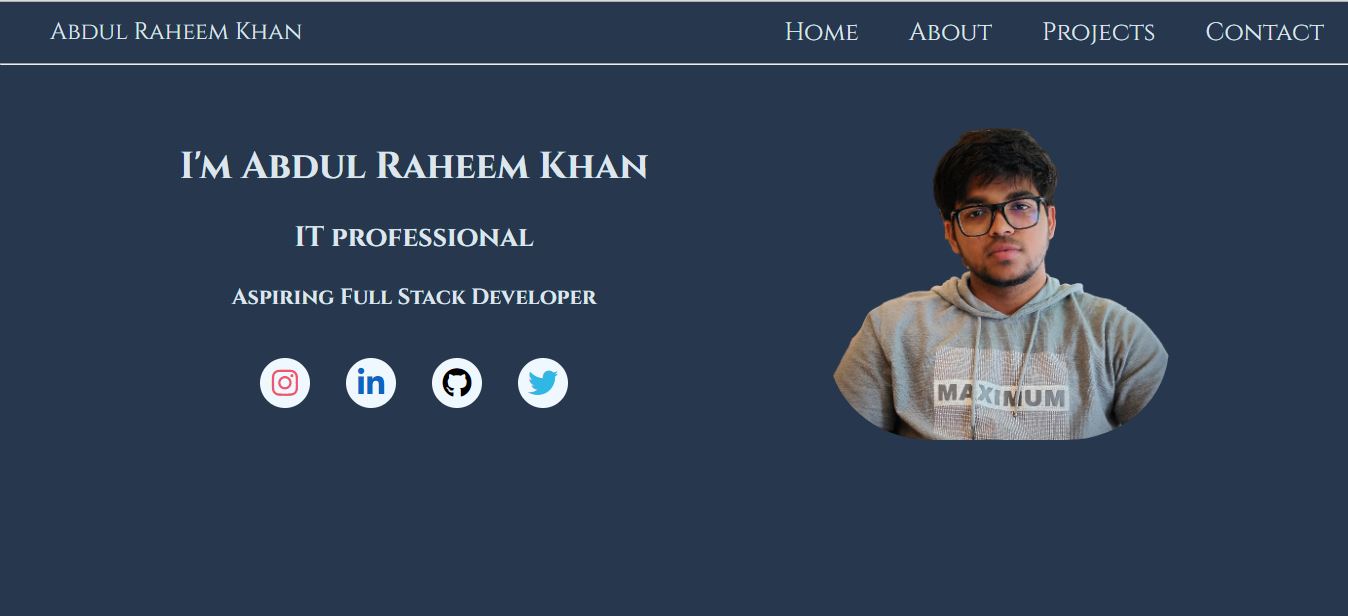 Abdul Raheem Khan
Home About Projects Contact
I'm Abdul Raheem Khan
IT professional
Aspiring Full Stack Developer
in
MAXIMUM